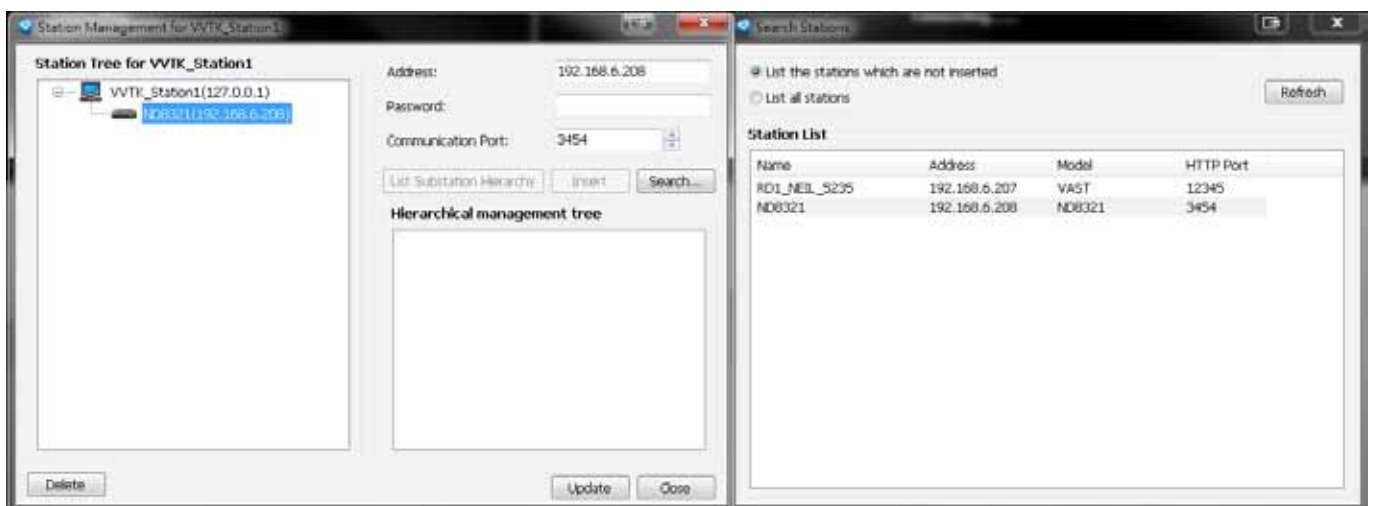 Station Management for VVTK_Station1
Station Tree for VVTK_Station1
VVTK_Station1(127.0.0.1)
ND8321(192.168.6.208)
Address: 192.168.6.208
Password:
Communication Port: 3454
List Substation Hierarchy Insert Search...
Hierarchical management tree
Delete Update Close
Search Stations
List the stations which are not inserted
List all stations
Refresh
Station List
Name Address Model HTTP Port
RD1_NEIL_5235 192.168.6.207 VAST 12345
ND8321 192.168.6.208 ND8321 3454